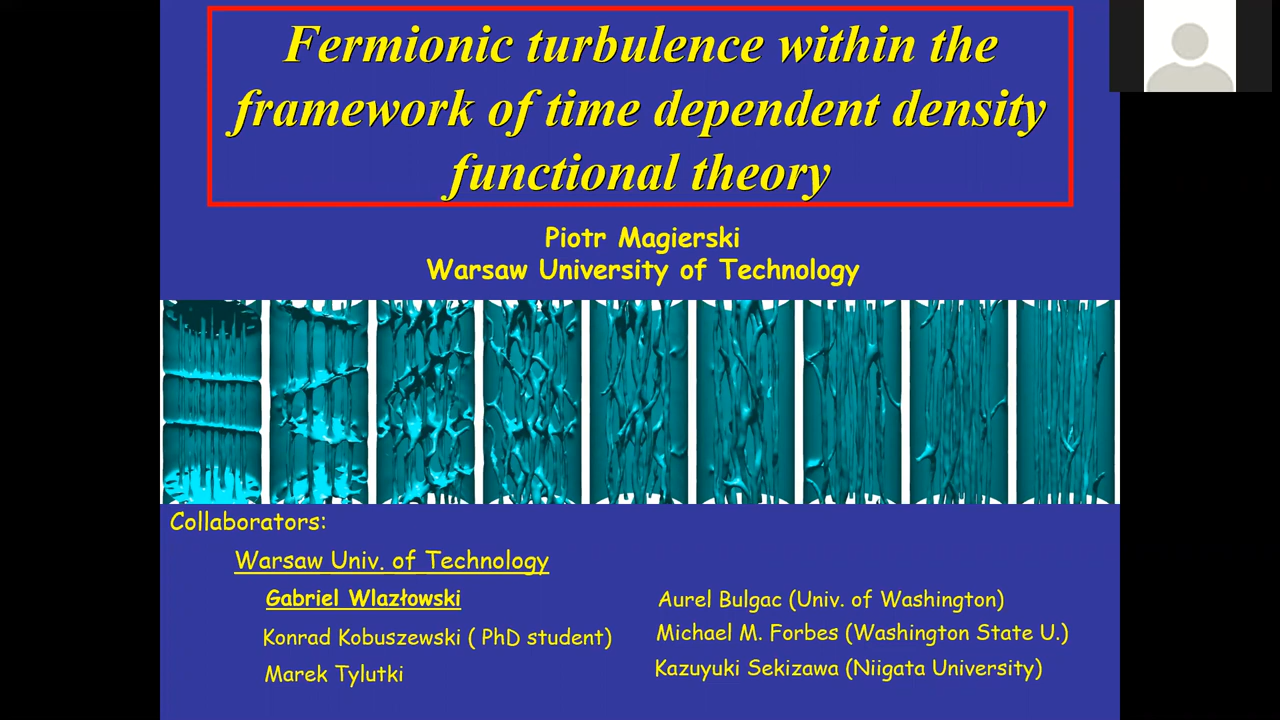 Fermionic turbulence within the
framework of time dependent density
functional theory
Piotr Magierski
Warsaw University of Technology
Collaborators:
Warsaw Univ. of Technology
Gabriel Wlazłowski
Konrad Kobuszewski ( PhD student)
Marek Tylutki
Aurel Bulgac (Univ. of Washington)
Michael M. Forbes (Washington State U.)
Kazuyuki Sekizawa (Niigata University)